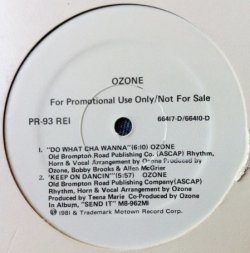 OZONE
For Promotional Use Only/Not For Sale
PR-93 REI 66417-D/66410-D
1. "DO WHAT CHA WANNA"(6:10) OZONE
Old Brompton Road Publishing Co. (ASCAP) Rhythm,
Horn & Vocal Arrangement by Ozone Produced by
Ozone, Bobby Brooks & Allen McGrier
2. "KEEP ON DANCIN'"(5:57) OZONE
Old Brompton Road Publishing Company(ASCAP)
Rhythm, Horn & Vocal Arrangement by Ozone
Produced by Teena Marie Co-Produced by Ozone
In Album, "SEND IT" M8-962MI
©1981 & Trademark Motown Record Corp.